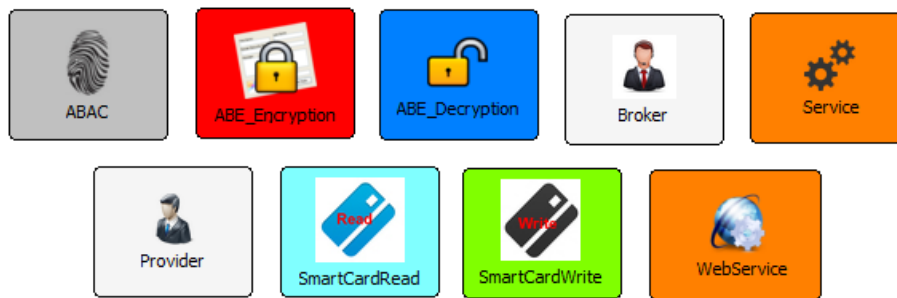 ABAC
ABE_Encryption
ABE_Decryption
Broker
Service
Provider
Read
SmartCardRead
Write
SmartCardWrite
WebService